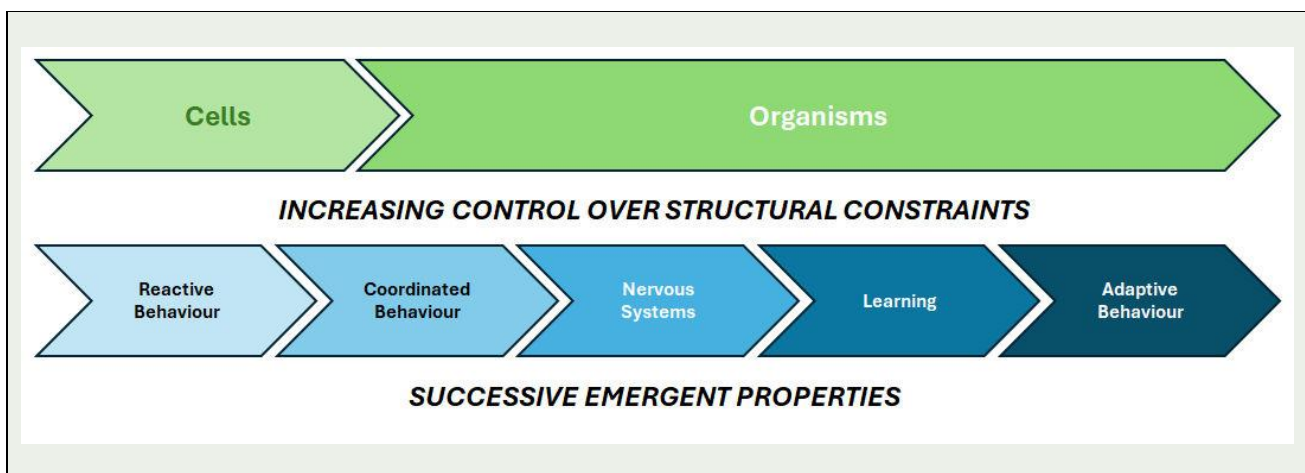 Cells
Organisms
INCREASING CONTROL OVER STRUCTURAL CONSTRAINTS
Reactive
Behaviour
Coordinated
Behaviour
Nervous
Systems
Learning
Adaptive
Behaviour
SUCCESSIVE EMERGENT PROPERTIES